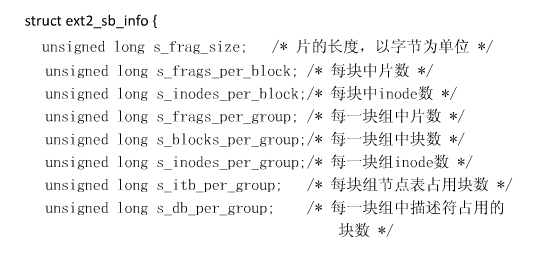 struct ext2_sb_info {
unsigned long s_frag_size; /* 片的长度，以字节为单位 */
unsigned long s_frags_per_block; /* 每块中片数 */
unsigned long s_inodes_per_block;/* 每块中inode数 */
unsigned long s_frags_per_group; /* 每一块组中片数 */
unsigned long s_blocks_per_group;/* 每一块组中块数 */
unsigned long s_inodes_per_group;/* 每一块组inode数 */
unsigned long s_itb_per_group; /* 每块组节点表占用块数 */
unsigned long s_db_per_group; /* 每一块组中描述符占用的
块数 */